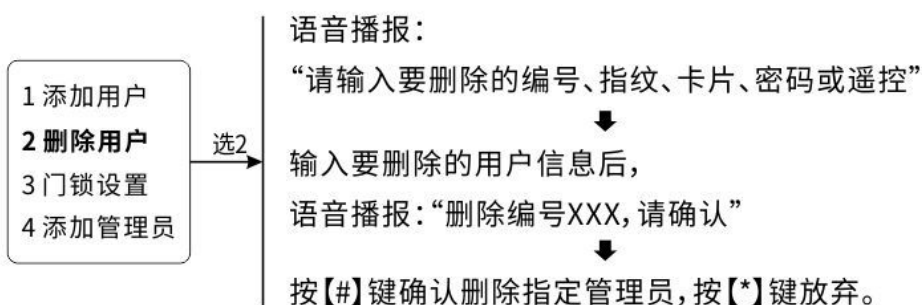 1 添加用户
2 删除用户
3 门锁设置
4 添加管理员
选2
语音播报：
“请输入要删除的编号、指纹、卡片、密码或遥控”
输入要删除的用户信息后，
语音播报：“删除编号XXX，请确认”
按【#】键确认删除指定管理员，按【*】键放弃。